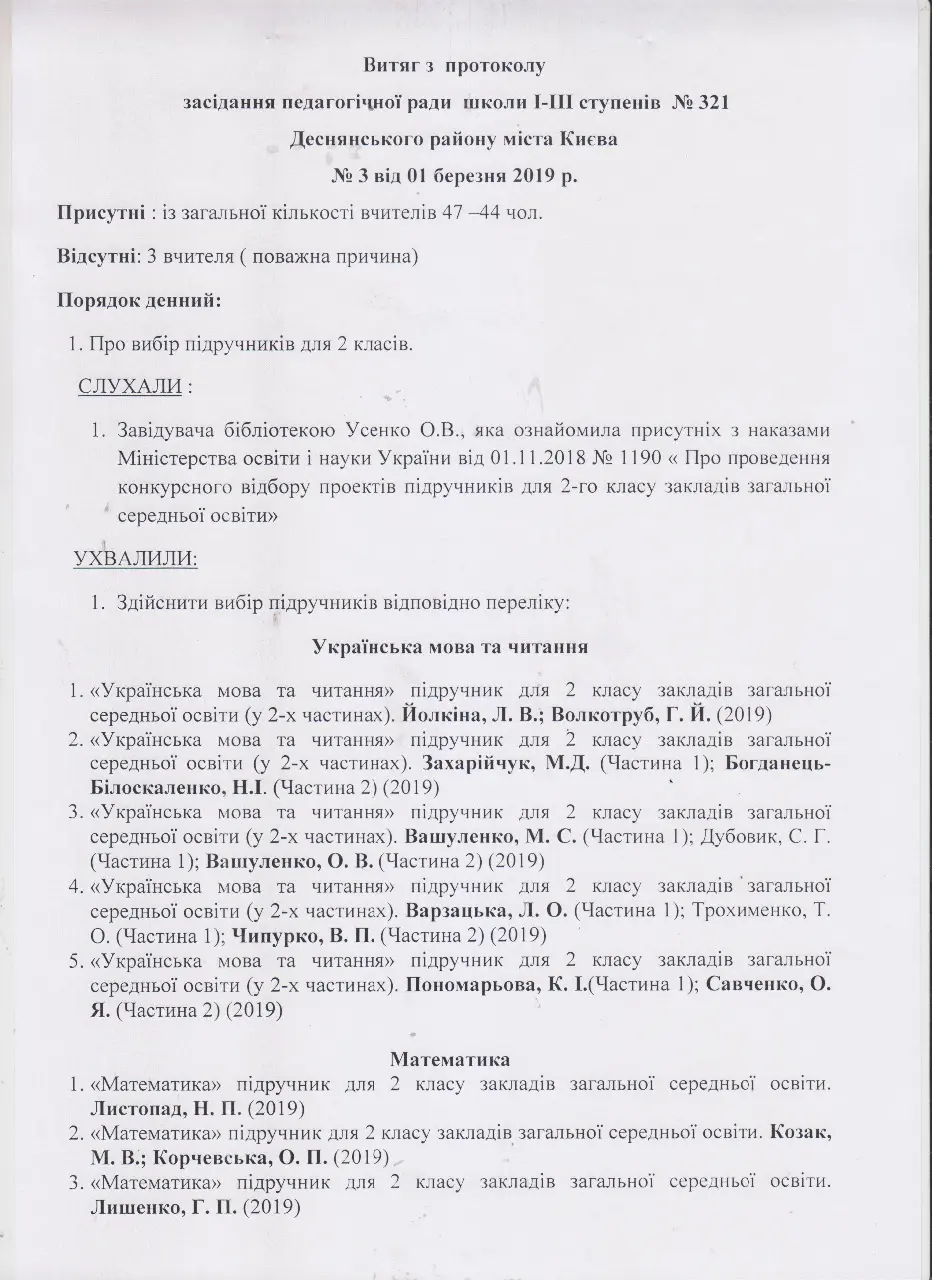 Витяг з протоколу
засідання педагогічної ради школи І-ІІІ ступенів № 321
Деснянського району міста Києва
№ 3 від 01 березня 2019 р.
Присутні : із загальної кількості вчителів 47 –44 чол.
Відсутні: 3 вчителя ( поважна причина)
Порядок денний:
1. Про вибір підручників для 2 класів.
СЛУХАЛИ :
1. Завідувача бібліотекою Усенко О.В., яка ознайомила присутніх з наказами
Міністерства освіти і науки України від 01.11.2018 № 1190 « Про проведення
конкурсного відбору проектів підручників для 2-го класу закладів загальної
середньої освіти»
УХВАЛИЛИ:
1. Здійснити вибір підручників відповідно переліку:
Українська мова та читання
1. «Українська мова та читання» підручник для 2 класу закладів загальної
середньої освіти (у 2-х частинах). Йолкіна, Л. В.; Волкотруб, Г. Й. (2019)
2. «Українська мова та читання» підручник для 2 класу закладів загальної
середньої освіти (у 2-х частинах). Захарійчук, М.Д. (Частина 1); Богданець-
Білоскаленко, Н.І. (Частина 2) (2019)
3. «Українська мова та читання» підручник для 2 класу закладів загальної
середньої освіти (у 2-х частинах). Вашуленко, М. С. (Частина 1); Дубовик, С. Г.
(Частина 1); Вашуленко, О. В. (Частина 2) (2019)
4. «Українська мова та читання» підручник для 2 класу закладів загальної
середньої освіти (у 2-х частинах). Варзацька, Л. О. (Частина 1); Трохименко, Т.
О. (Частина 1); Чипурко, В. П. (Частина 2) (2019)
5. «Українська мова та читання» підручник для 2 класу закладів загальної
середньої освіти (у 2-х частинах). Пономарьова, К. І.(Частина 1); Савченко, О.
Я. (Частина 2) (2019)
Математика
1. «Математика» підручник для 2 класу закладів загальної середньої освіти.
Листопад, Н. П. (2019)
2. «Математика» підручник для 2 класу закладів загальної середньої освіти. Козак,
М. В.; Корчевська, О. П. (2019)
3. «Математика» підручник для 2 класу закладів загальної середньої освіти.
Лишенко, Г. П. (2019)